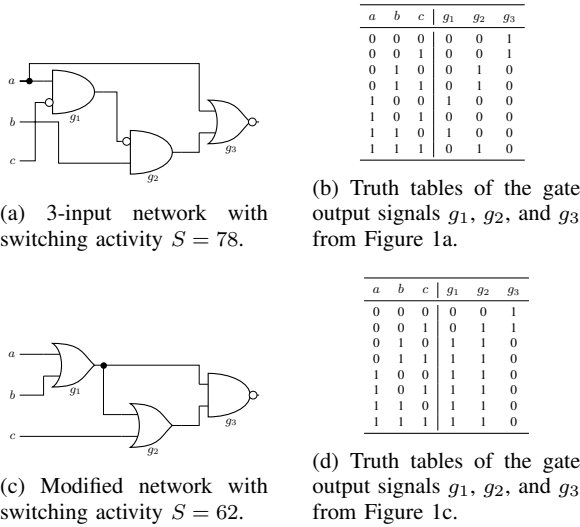 a
b
c
g1
g2
g3
(a) 3-input network with
switching activity S = 78.
a b c g1 g2 g3
0 0 0 0 0 1
0 0 1 0 0 1
0 1 0 0 1 0
0 1 1 0 1 0
1 0 0 1 0 0
1 0 1 0 0 0
1 1 0 1 0 0
1 1 1 0 1 0
(b) Truth tables of the gate
output signals g1, g2, and g3
from Figure 1a.
a
b
c
g1
g2
g3
(c) Modified network with
switching activity S = 62.
a b c g1 g2 g3
0 0 0 0 0 1
0 0 1 0 1 1
0 1 0 1 1 0
0 1 1 1 1 0
1 0 0 1 1 0
1 0 1 1 1 0
1 1 0 1 1 0
1 1 1 1 1 0
(d) Truth tables of the gate
output signals g1, g2, and g3
from Figure 1c.